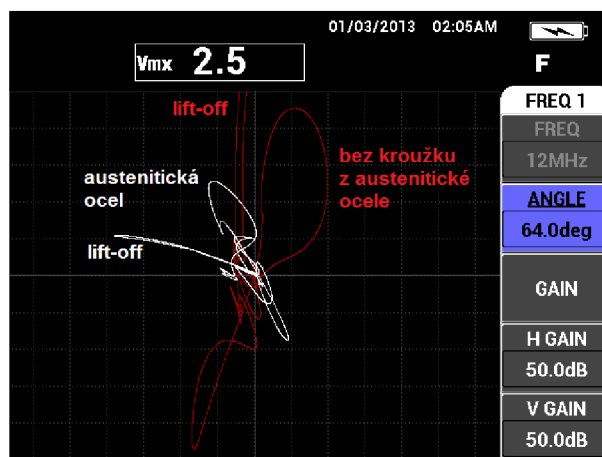 01/03/2013 02:05AM
Vmx 2.5
F
lift-off
bez kroužku
z austenitické
ocele
austenitická
ocel
lift-off
FREQ 1
FREQ
12MHz
ANGLE
64.0deg
GAIN
H GAIN
50.0dB
V GAIN
50.0dB